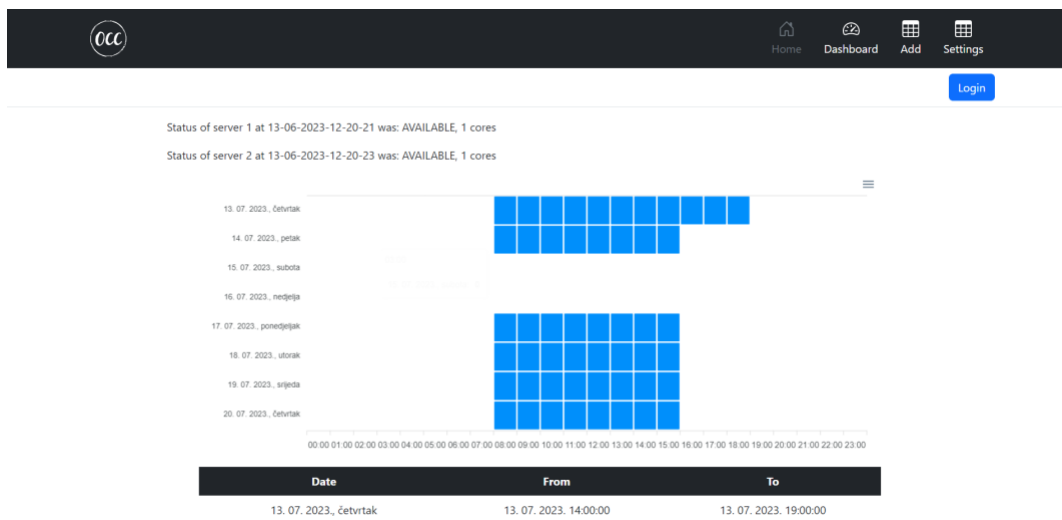 occ
Home Dashboard Add Settings
Login
Status of server 1 at 13-06-2023-12-20-21 was: AVAILABLE, 1 cores
Status of server 2 at 13-06-2023-12-20-23 was: AVAILABLE, 1 cores
13. 07. 2023., četvrtak
14. 07. 2023., petak
15. 07. 2023., subota
16. 07. 2023., nedjelja
17. 07. 2023., ponedjeljak
18. 07. 2023., utorak
19. 07. 2023., srijeda
20. 07. 2023., četvrtak
00:00 01:00 02:00 03:00 04:00 05:00 06:00 07:00 08:00 09:00 10:00 11:00 12:00 13:00 14:00 15:00 16:00 17:00 18:00 19:00 20:00 21:00 22:00 23:00
Date From To
13. 07. 2023., četvrtak 13. 07. 2023. 14:00:00 13. 07. 2023. 19:00:00